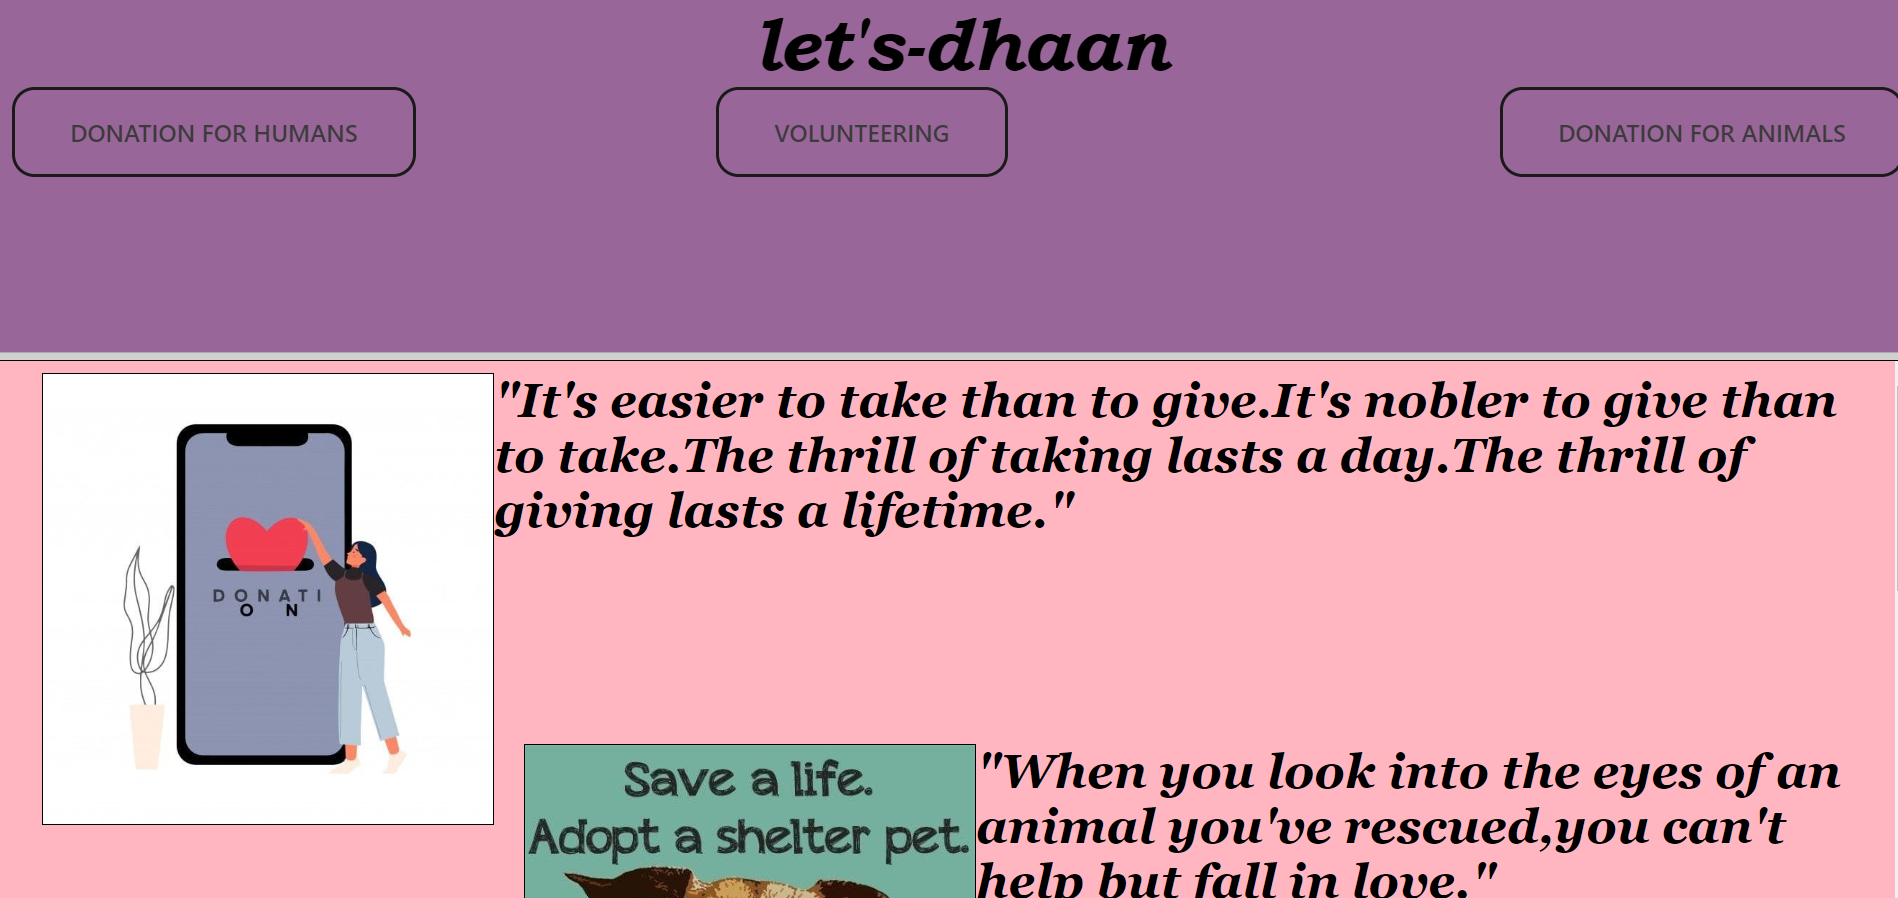 let's-dhaan
DONATION FOR HUMANS
VOLUNTEERING
DONATION FOR ANIMALS
"It's easier to take than to give.It's nobler to give than
to take.The thrill of taking lasts a day.The thrill of
giving lasts a lifetime."
DONATI
O N
Save a life.
Adopt a shelter pet.
"When you look into the eyes of an
animal you've rescued,you can't
help but fall in love."